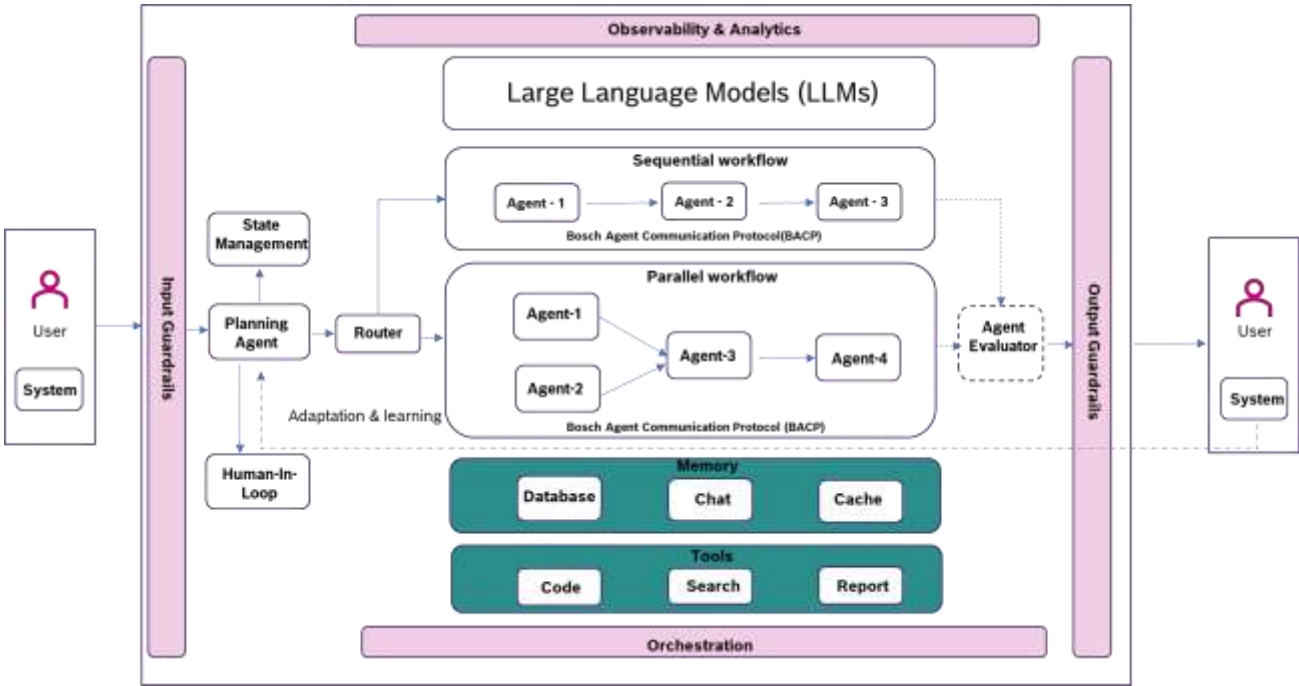 Observability & Analytics
Large Language Models (LLMs)
Sequential workflow
Agent - 1
Agent - 2
Agent - 3
Bosch Agent Communication Protocol(BACP)
State
Management
Parallel workflow
Agent-1
Agent-2
Agent-3
Agent-4
Bosch Agent Communication Protocol (BACP)
User
System
Input Guardrails
Planning
Agent
Router
Agent
Evaluator
Output Guardrails
User
System
Adaptation & learning
Human-In-
Loop
Memory
Database
Chat
Cache
Tools
Code
Search
Report
Orchestration